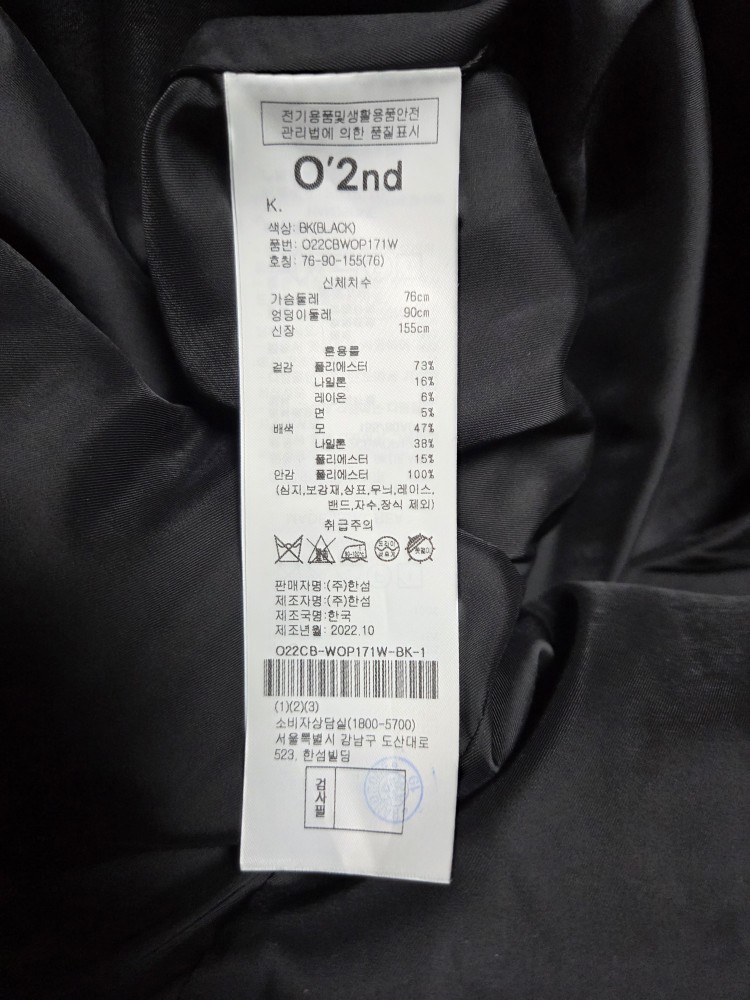 전기용품및생활용품안전
관리법에 의한 품질표시
O'2nd
K.
색상: BK(BLACK)
품번: O22CBWOP171W
호칭: 76-90-155(76)
신체치수
가슴둘레 76cm
엉덩이둘레 90cm
신장 155cm
혼용률
겉감 폴리에스터 73%
나일론 16%
레이온 6%
면 5%
배색 모 47%
나일론 38%
폴리에스터 15%
안감 폴리에스터 100%
(심지,보강재,상표,무늬,레이스,
밴드,자수,장식 제외)
취급주의
드라이
판매자명:(주)한섬
제조자명:(주)한섬
제조국명:한국
제조년월: 2022.10
O22CB-WOP171W-BK-1
(1)(2)(3)
소비자상담실(1800-5700)
서울특별시 강남구 도산대로
523, 한섬빌딩
검사필